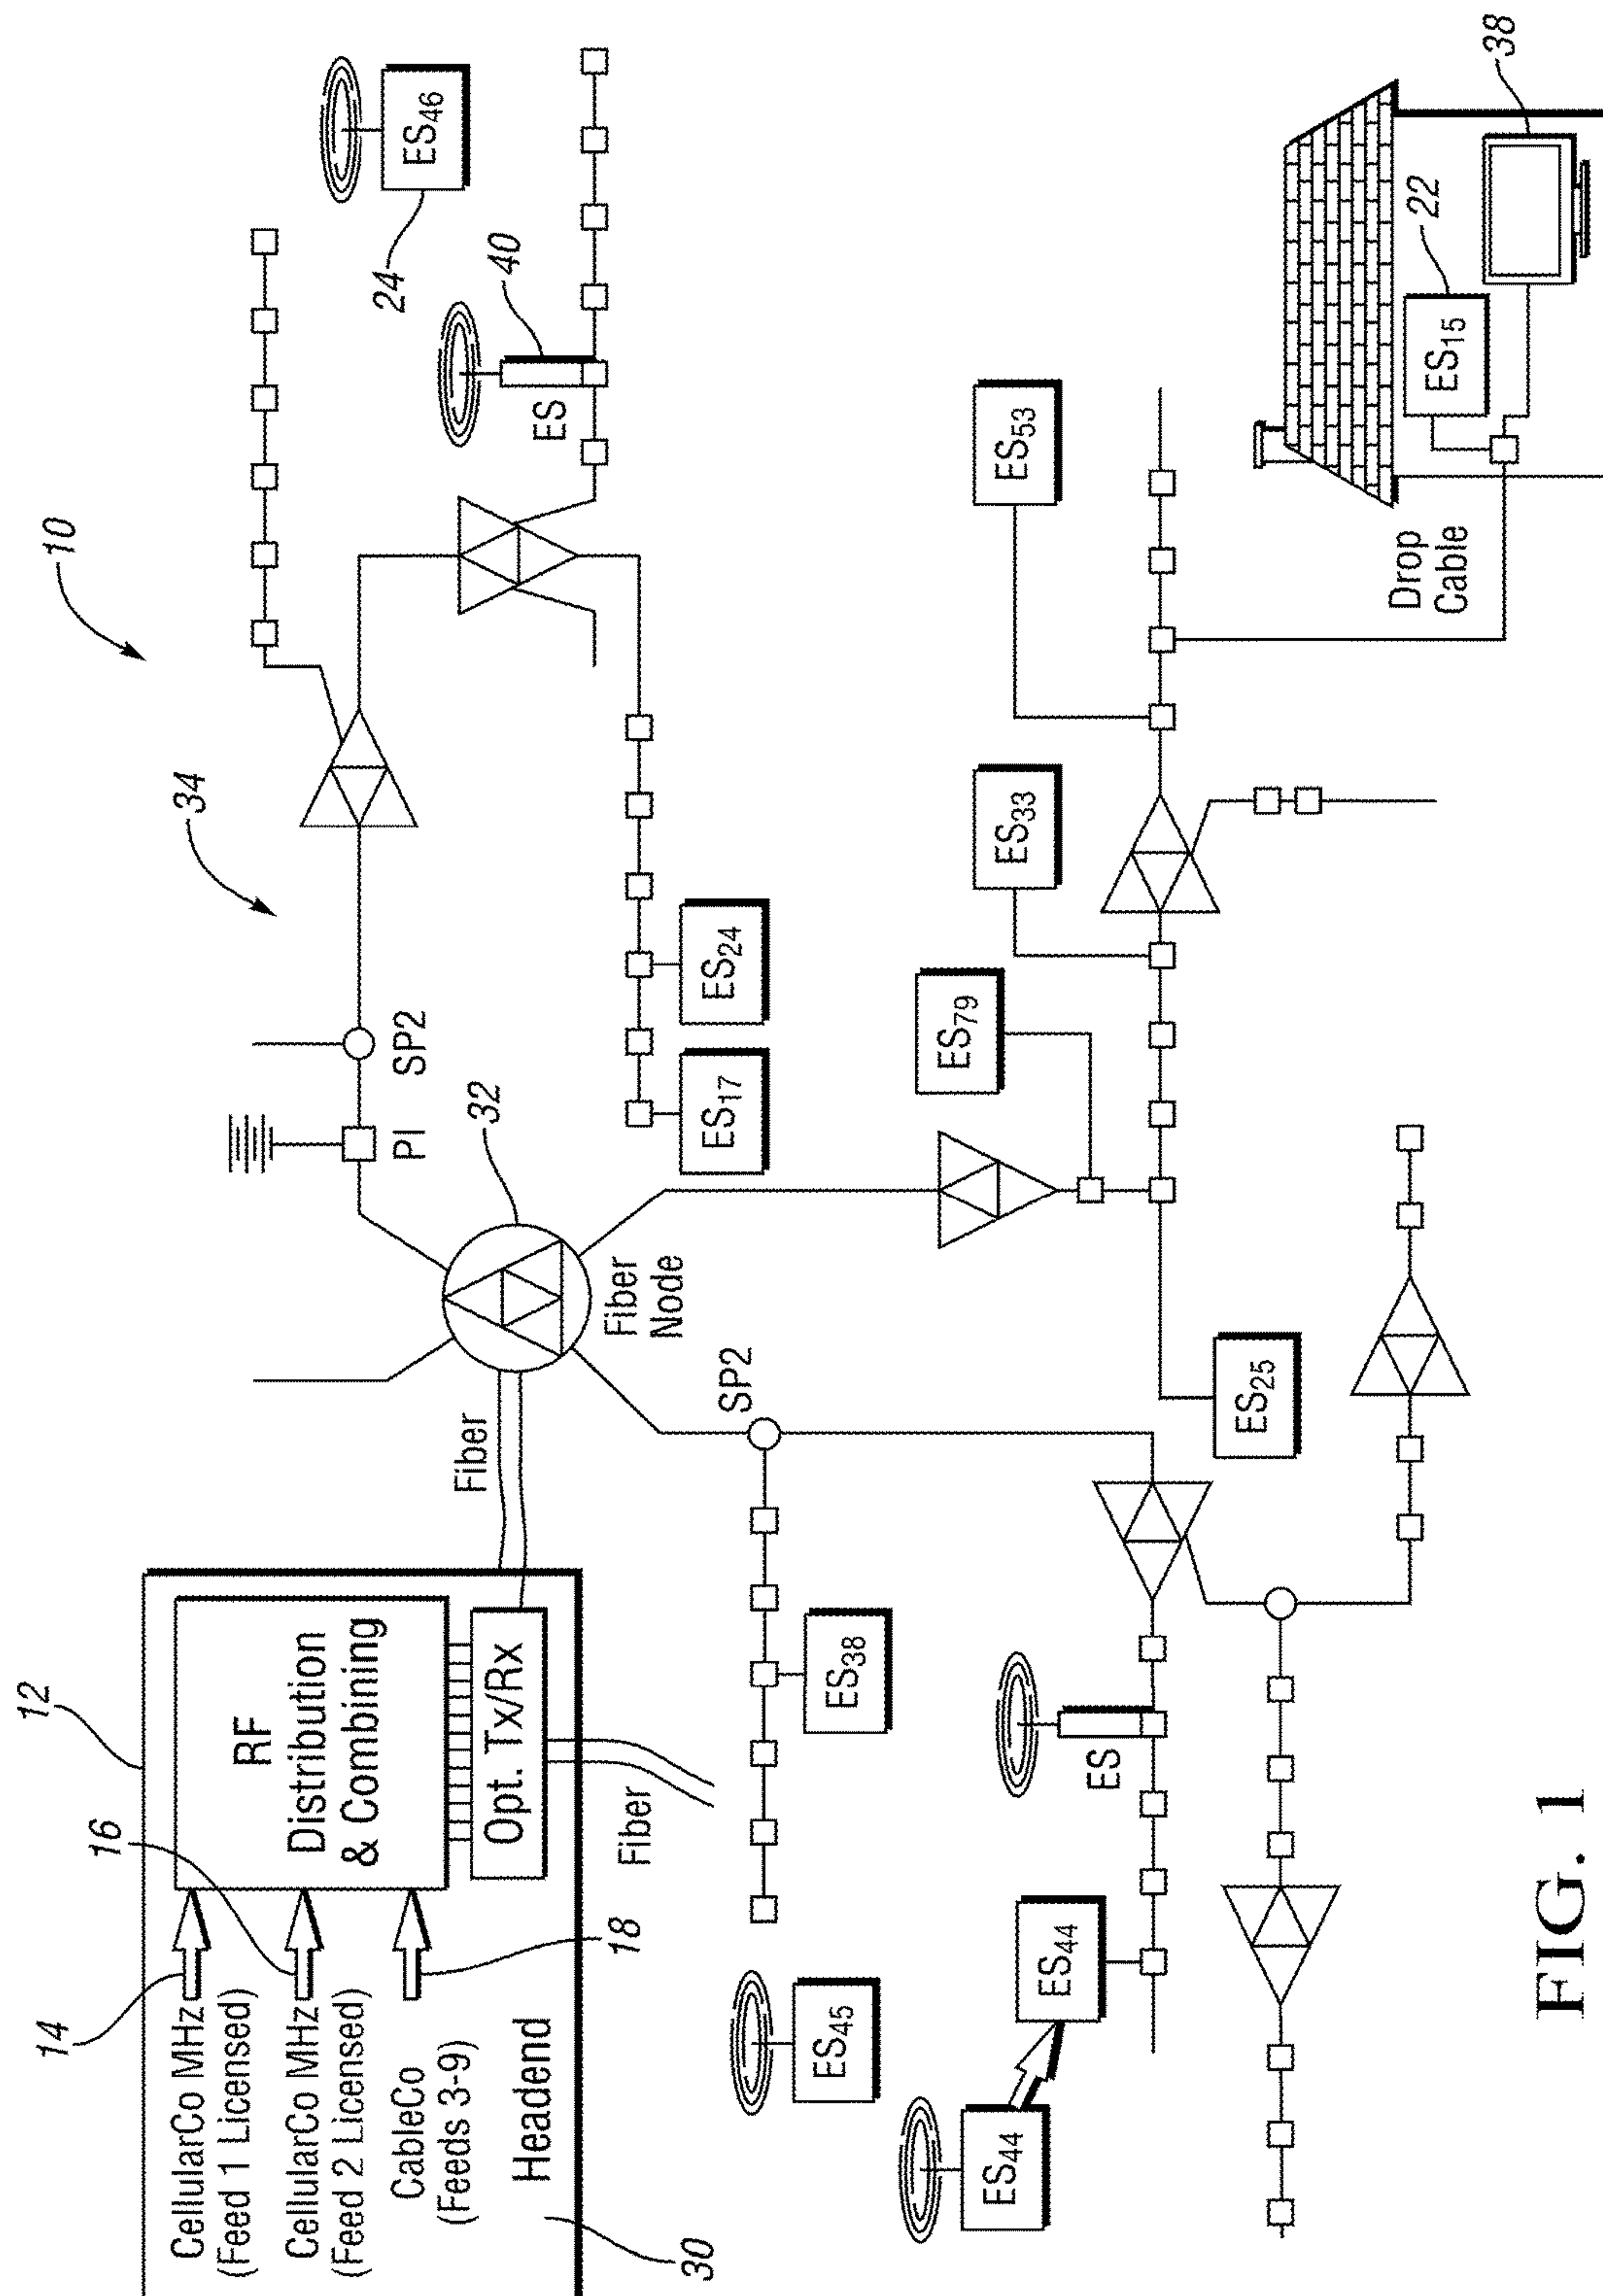 10
12
14
16
CellularCo MHz
(Feed 1 Licensed)
CellularCo MHz
(Feed 2 Licensed)
CableCo
(Feeds 3-9)
18
Headend
30
RF
Distribution
& Combining
Opt. Tx/Rx
Fiber
Fiber
32
Fiber
Node
PI
SP2
34
ES46
24
40
ES
ES24
ES17
SP2
ES38
ES45
ES79
ES33
ES53
ES25
ES
ES44
ES44
Drop
Cable
ES15
22
38
FIG. 1